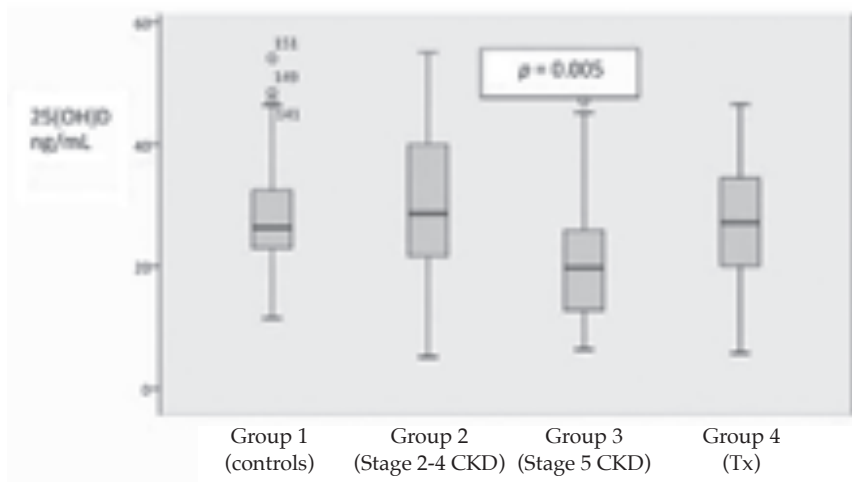 60
151
149
141
p = 0.005
25(OH)D
ng/mL
40
20
0
Group 1
(controls)
Group 2
(Stage 2-4 CKD)
Group 3
(Stage 5 CKD)
Group 4
(Tx)